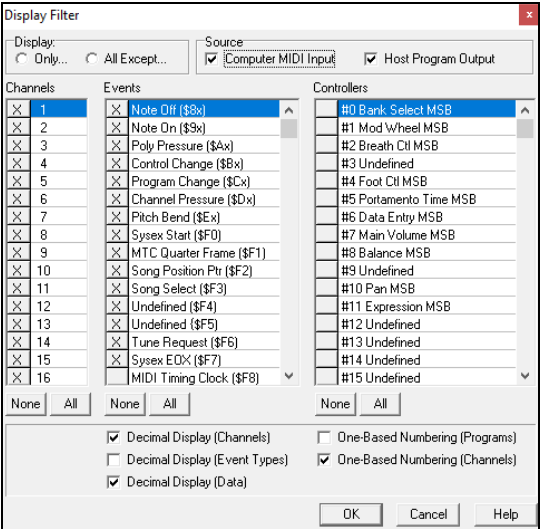 Display Filter
x
Display:
Only...
All Except...
Source
Computer MIDI Input
Host Program Output
Channels
Events
Controllers
X 1
X 2
X 3
X 4
X 5
X 6
X 7
X 8
X 9
X 10
X 11
X 12
X 13
X 14
X 15
X 16
X Note Off ($8x)
X Note On ($9x)
X Poly Pressure ($Ax)
X Control Change ($Bx)
X Program Change ($Cx)
X Channel Pressure ($Dx)
X Pitch Bend ($Ex)
X Sysex Start ($F0)
X MTC Quarter Frame ($F1)
X Song Position Ptr ($F2)
X Song Select ($F3)
X Undefined ($F4)
X Undefined ($F5)
X Tune Request ($F6)
X Sysex EOX ($F7)
MIDI Timing Clock ($F8)
#0 Bank Select MSB
#1 Mod Wheel MSB
#2 Breath Ctl MSB
#3 Undefined
#4 Foot Ctl MSB
#5 Portamento Time MSB
#6 Data Entry MSB
#7 Main Volume MSB
#8 Balance MSB
#9 Undefined
#10 Pan MSB
#11 Expression MSB
#12 Undefined
#13 Undefined
#14 Undefined
#15 Undefined
None All
None All
None All
Decimal Display (Channels)
Decimal Display (Event Types)
Decimal Display (Data)
One-Based Numbering (Programs)
One-Based Numbering (Channels)
OK Cancel Help